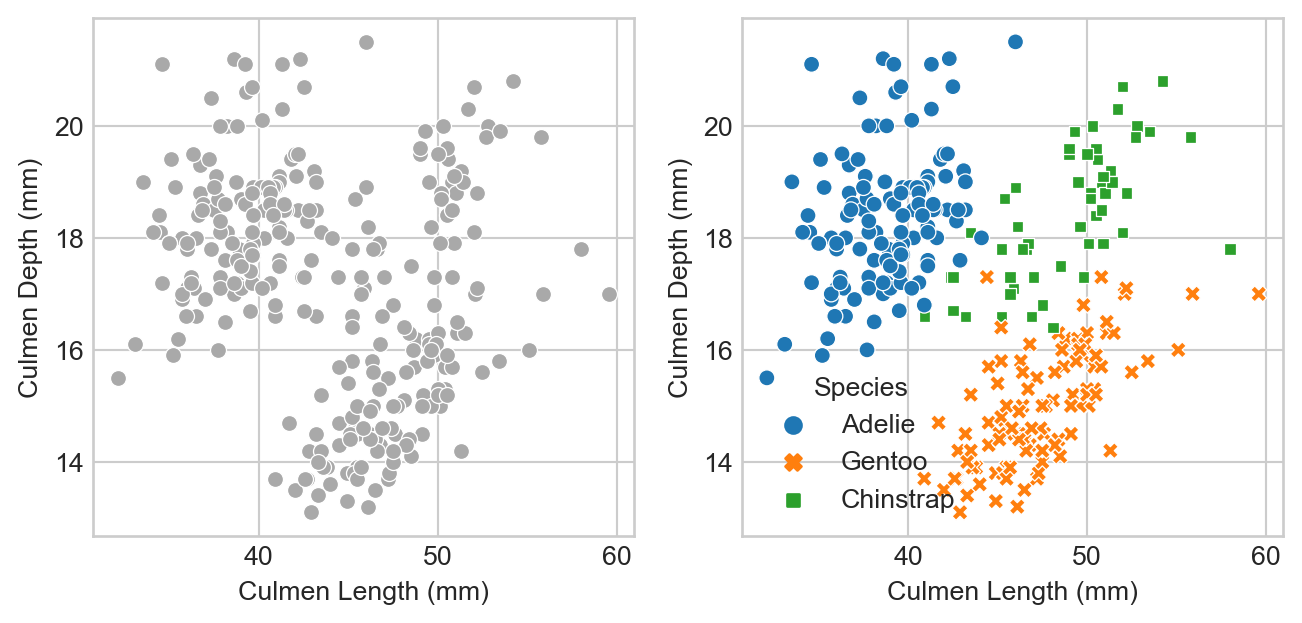 20
18
16
14
Culmen Depth (mm)
40
50
60
Culmen Length (mm)
20
18
16
14
Culmen Depth (mm)
Species
Adelie
Gentoo
Chinstrap
40
50
60
Culmen Length (mm)